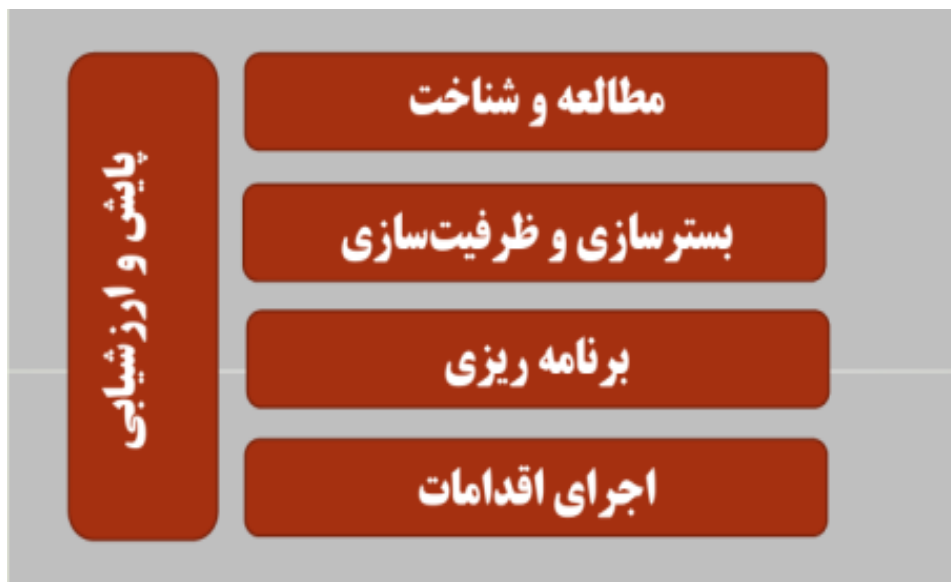 مطالعه و شناخت
بسترسازی و ظرفیت‌سازی
برنامه ریزی
اجرای اقدامات
پایش و ارزشیابی